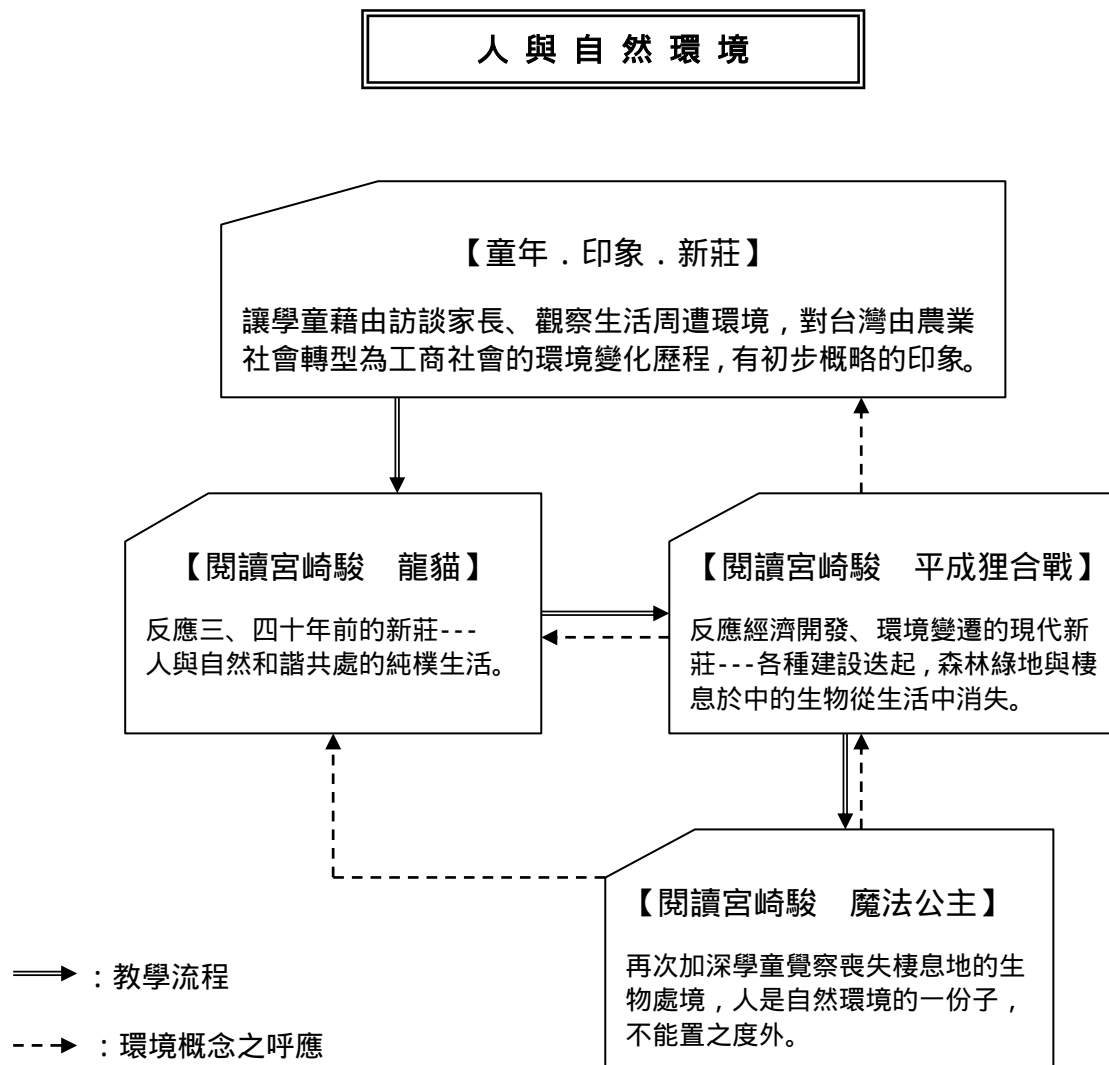 人與自然環境
【童年．印象．新莊】
讓學童藉由訪談家長、觀察生活周遭環境，對台灣由農業
社會轉型為工商社會的環境變化歷程，有初步概略的印象。
【閱讀宮崎駿　龍貓】
反應三、四十年前的新莊---
人與自然和諧共處的純樸生活。
【閱讀宮崎駿　平成狸合戰】
反應經濟開發、環境變遷的現代新
莊---各種建設迭起，森林綠地與棲
息於中的生物從生活中消失。
【閱讀宮崎駿　魔法公主】
再次加深學童覺察喪失棲息地的生
物處境，人是自然環境的一份子，
不能置之度外。
：教學流程
：環境概念之呼應